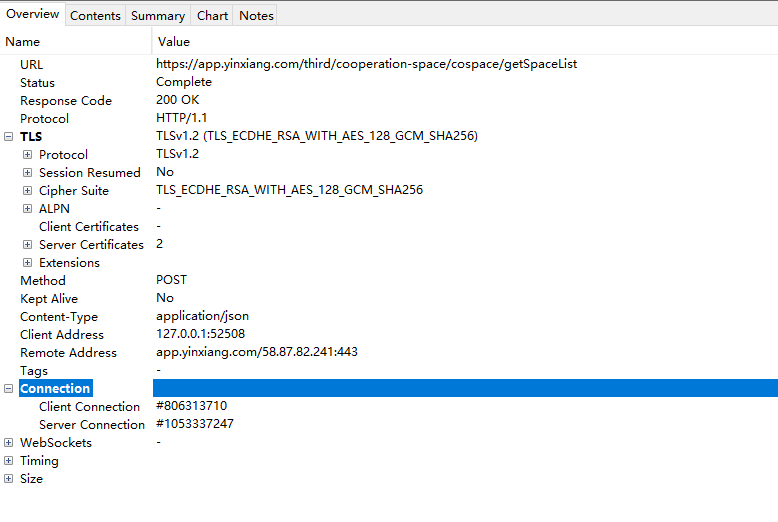 Overview Contents Summary Chart Notes
Name Value
URL https://app.yinxiang.com/third/cooperation-space/cospace/getSpaceList
Status Complete
Response Code 200 OK
Protocol HTTP/1.1
TLS TLSv1.2 (TLS_ECDHE_RSA_WITH_AES_128_GCM_SHA256)
Protocol TLSv1.2
Session Resumed No
Cipher Suite TLS_ECDHE_RSA_WITH_AES_128_GCM_SHA256
ALPN -
Client Certificates -
Server Certificates 2
Extensions
Method POST
Kept Alive No
Content-Type application/json
Client Address 127.0.0.1:52508
Remote Address app.yinxiang.com/58.87.82.241:443
Tags -
Connection
Client Connection #806313710
Server Connection #1053337247
WebSockets -
Timing
Size